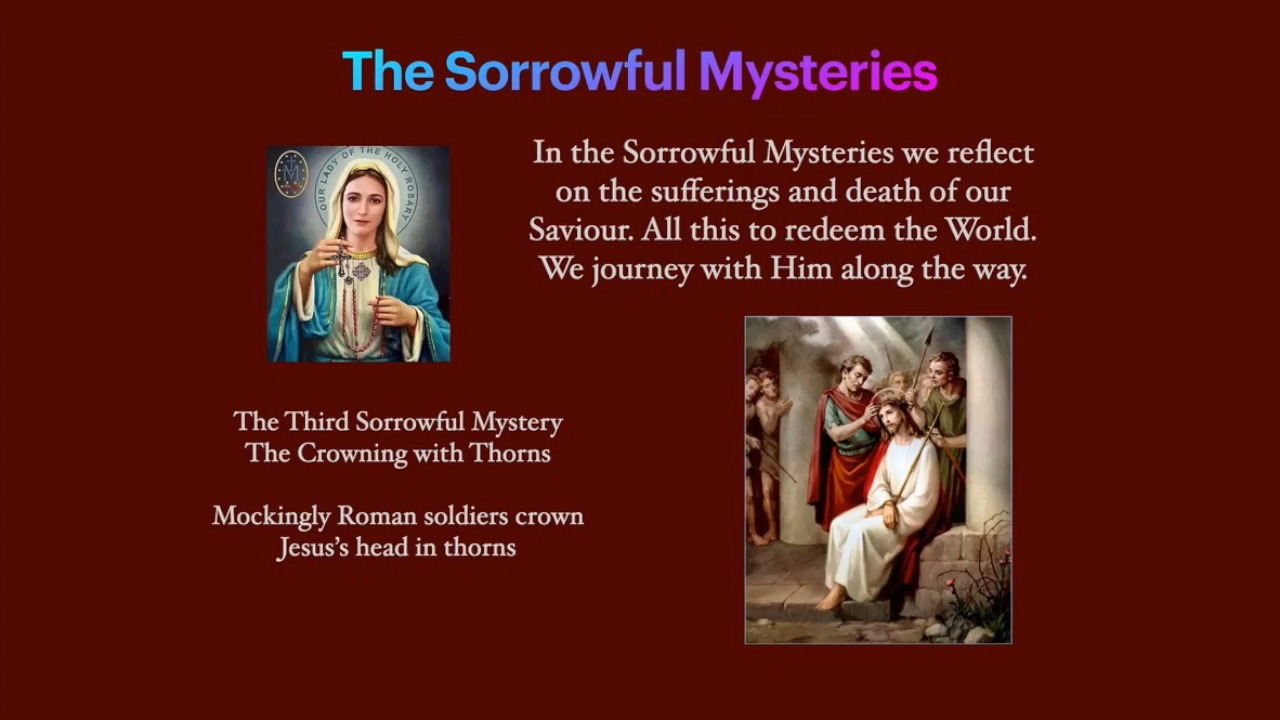 The Sorrowful Mysteries
OUR LADY OF THE HOLY ROSARY
In the Sorrowful Mysteries we reflect
on the sufferings and death of our
Saviour. All this to redeem the World.
We journey with Him along the way.
The Third Sorrowful Mystery
The Crowning with Thorns
Mockingly Roman soldiers crown
Jesus’s head in thorns